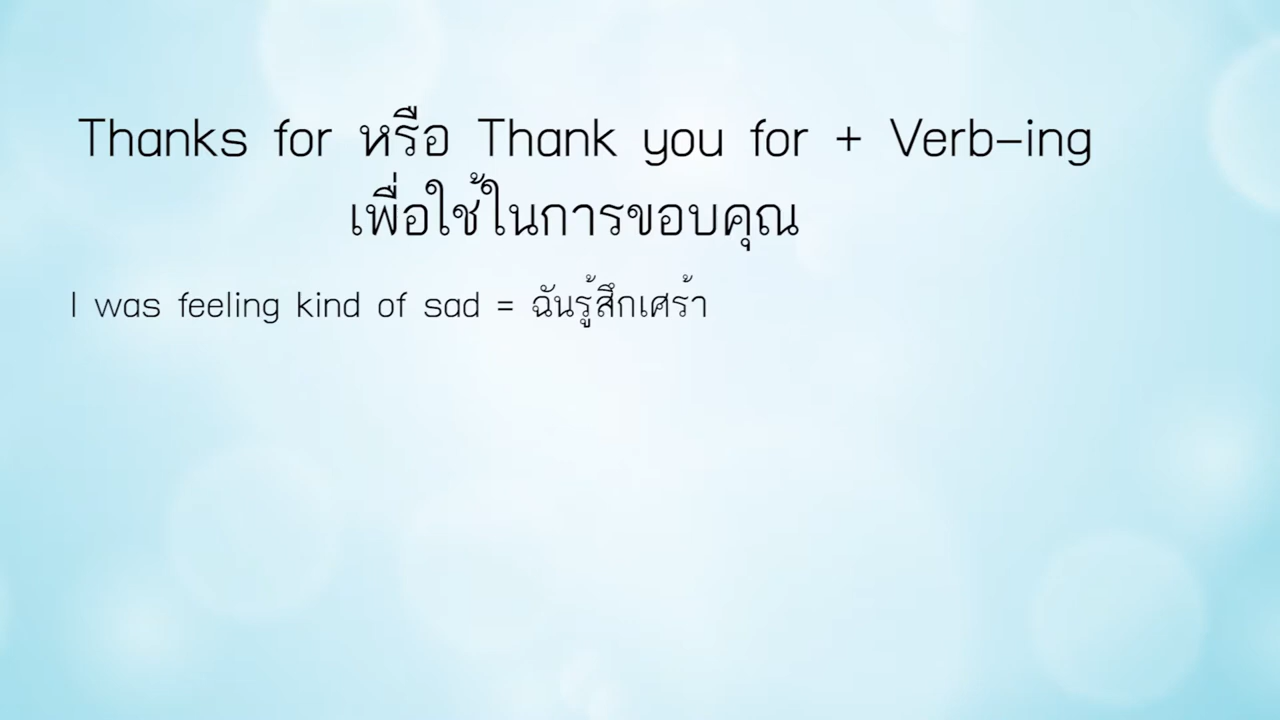 Thanks for หรือ Thank you for + Verb-ing
เพื่อใช้ในการขอบคุณ
I was feeling kind of sad = ฉันรู้สึกเศร้า